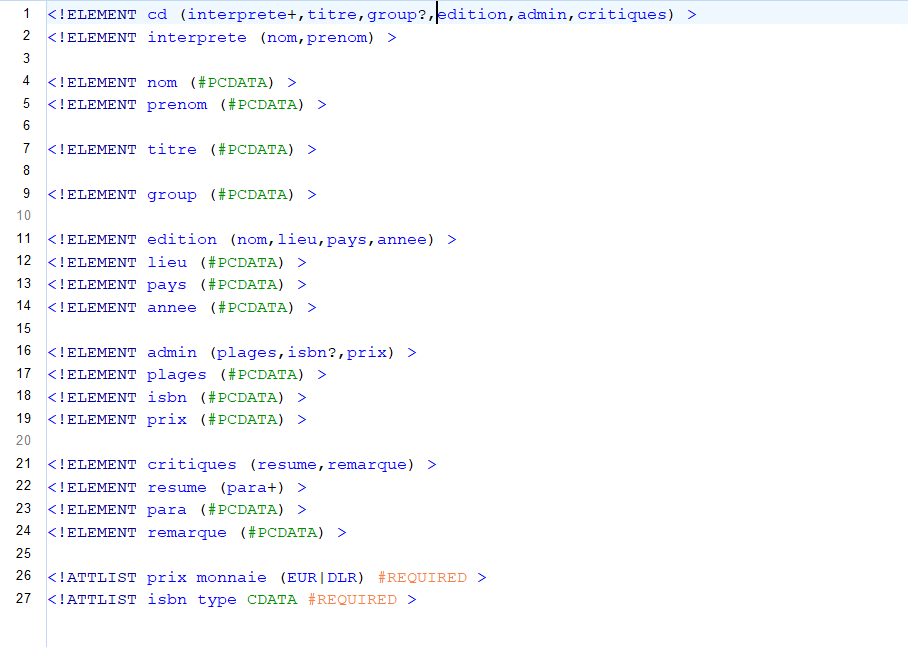 1 <!ELEMENT cd (interprete+,titre,group?,edition,admin,critiques) >
2 <!ELEMENT interprete (nom,prenom) >
3
4 <!ELEMENT nom (#PCDATA) >
5 <!ELEMENT prenom (#PCDATA) >
6
7 <!ELEMENT titre (#PCDATA) >
8
9 <!ELEMENT group (#PCDATA) >
10
11 <!ELEMENT edition (nom,lieu,pays,annee) >
12 <!ELEMENT lieu (#PCDATA) >
13 <!ELEMENT pays (#PCDATA) >
14 <!ELEMENT annee (#PCDATA) >
15
16 <!ELEMENT admin (plages,isbn?,prix) >
17 <!ELEMENT plages (#PCDATA) >
18 <!ELEMENT isbn (#PCDATA) >
19 <!ELEMENT prix (#PCDATA) >
20
21 <!ELEMENT critiques (resume,remarque) >
22 <!ELEMENT resume (para+) >
23 <!ELEMENT para (#PCDATA) >
24 <!ELEMENT remarque (#PCDATA) >
25
26 <!ATTLIST prix monnaie (EUR|DLR) #REQUIRED >
27 <!ATTLIST isbn type CDATA #REQUIRED >